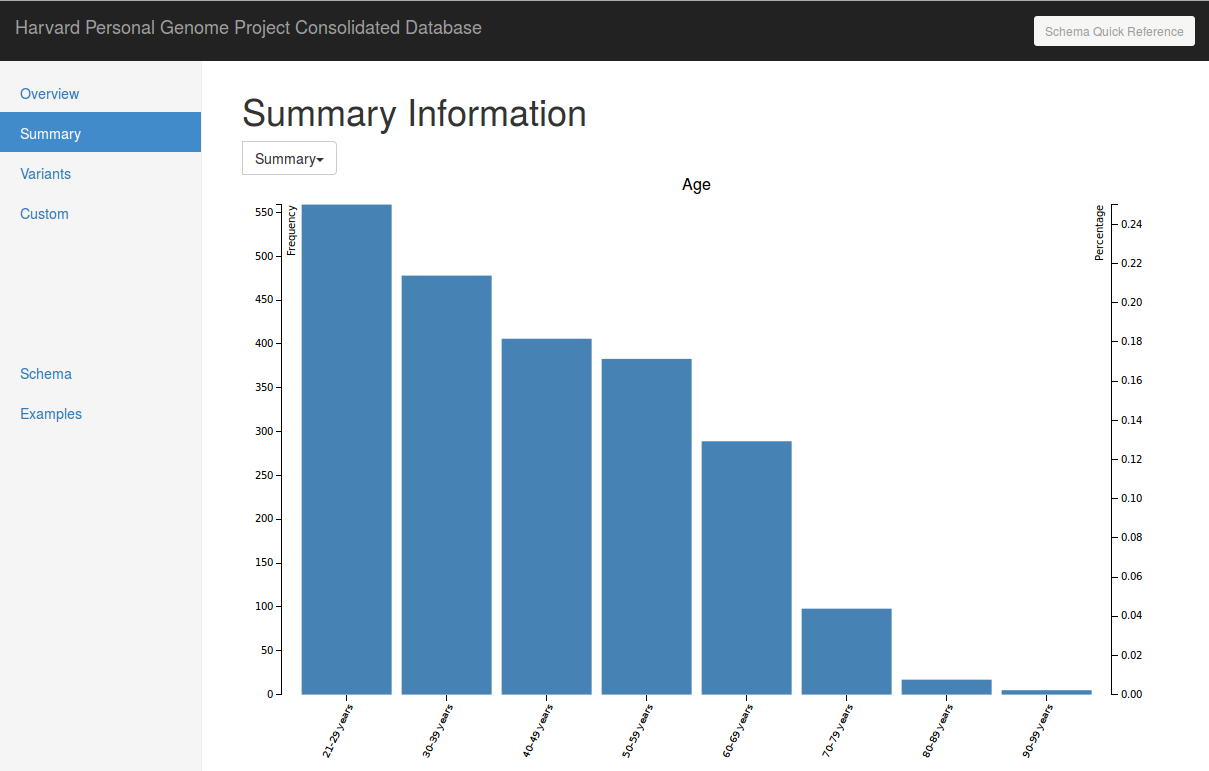 Harvard Personal Genome Project Consolidated Database
Schema Quick Reference
Overview
Summary
Variants
Custom
Schema
Examples
Summary Information
Summary
Age
Frequency
550
500
450
400
350
300
250
200
150
100
50
0
Percentage
0.24
0.22
0.20
0.18
0.16
0.14
0.12
0.10
0.08
0.06
0.04
0.02
0.00
21-29 years
30-39 years
40-49 years
50-59 years
60-69 years
70-79 years
80-89 years
90-99 years